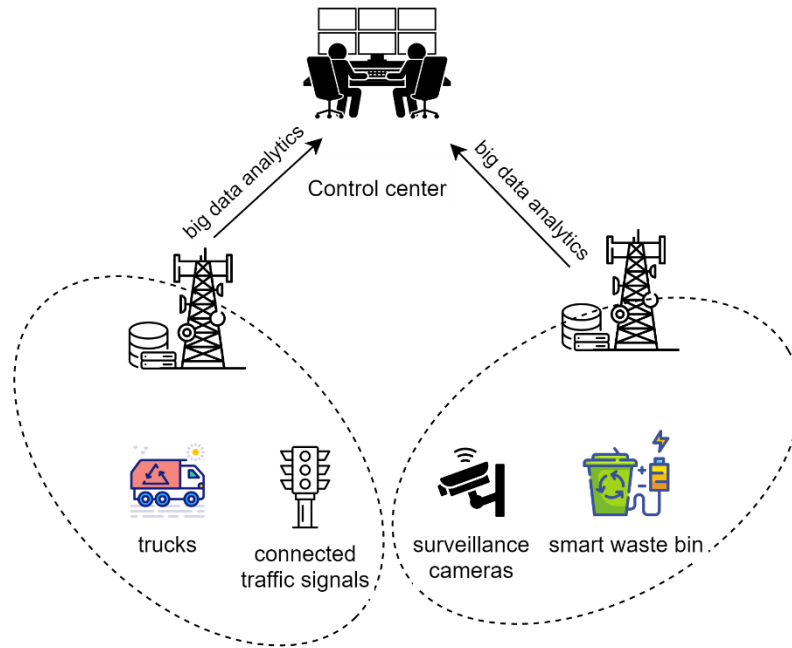 big data analytics
big data analytics
Control center
trucks
connected
traffic signals
surveillance
cameras
smart waste bin